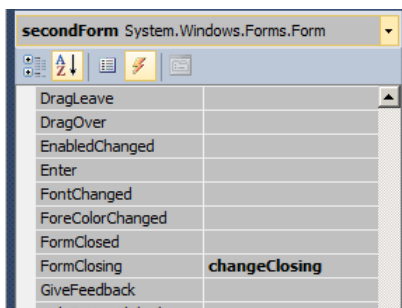 secondForm System.Windows.Forms.Form
A Z
DragLeave
DragOver
EnabledChanged
Enter
FontChanged
ForeColorChanged
FormClosed
FormClosing changeClosing
GiveFeedback